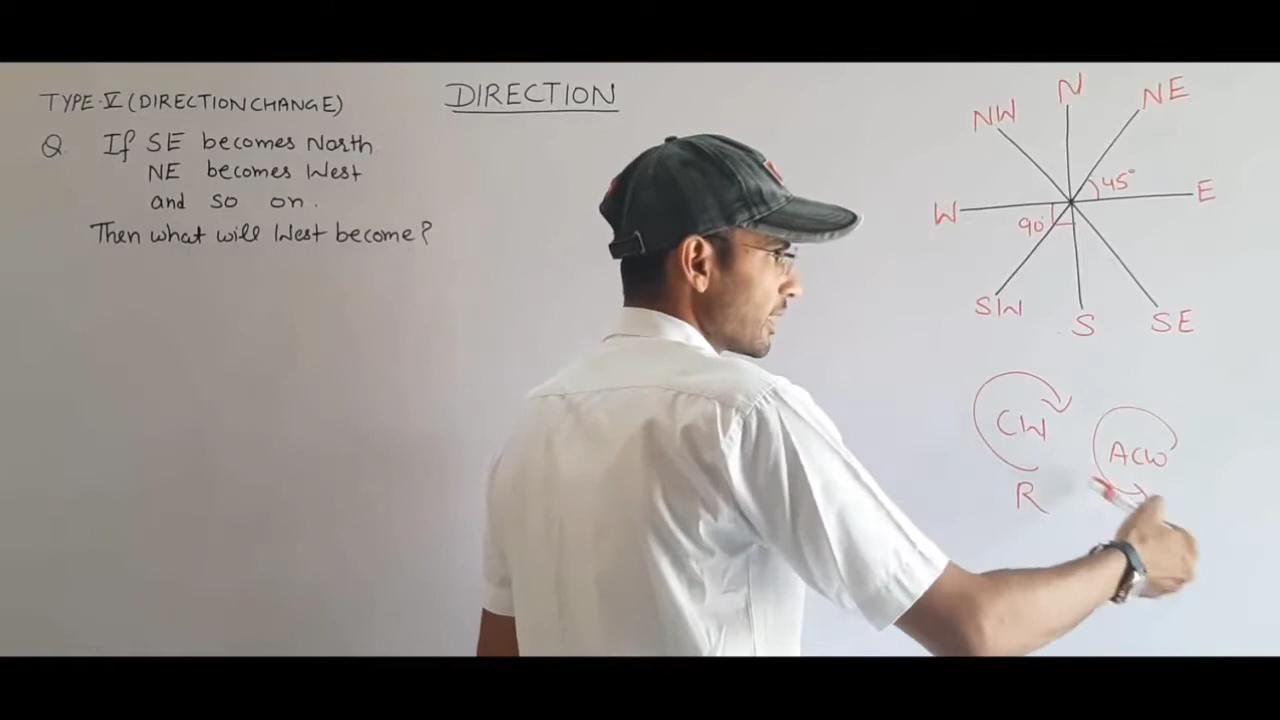 TYPE-V (DIRECTION CHANGE)
DIRECTION
Q. If SE becomes North
NE becomes West
and so on.
Then what will West become?
N
NW
NE
45°
W
E
90°
SW
S
SE
CW
ACW
R